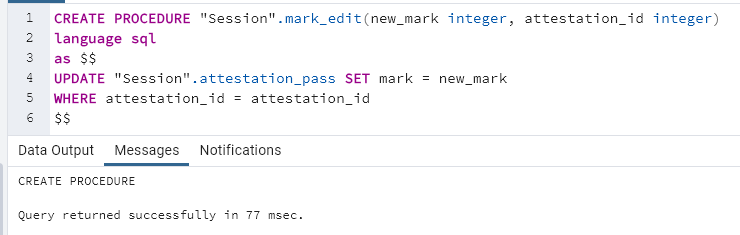 1 CREATE PROCEDURE "Session".mark_edit(new_mark integer, attestation_id integer)
2 language sql
3 as $$
4 UPDATE "Session".attestation_pass SET mark = new_mark
5 WHERE attestation_id = attestation_id
6 $$
Data Output Messages Notifications
CREATE PROCEDURE
Query returned successfully in 77 msec.